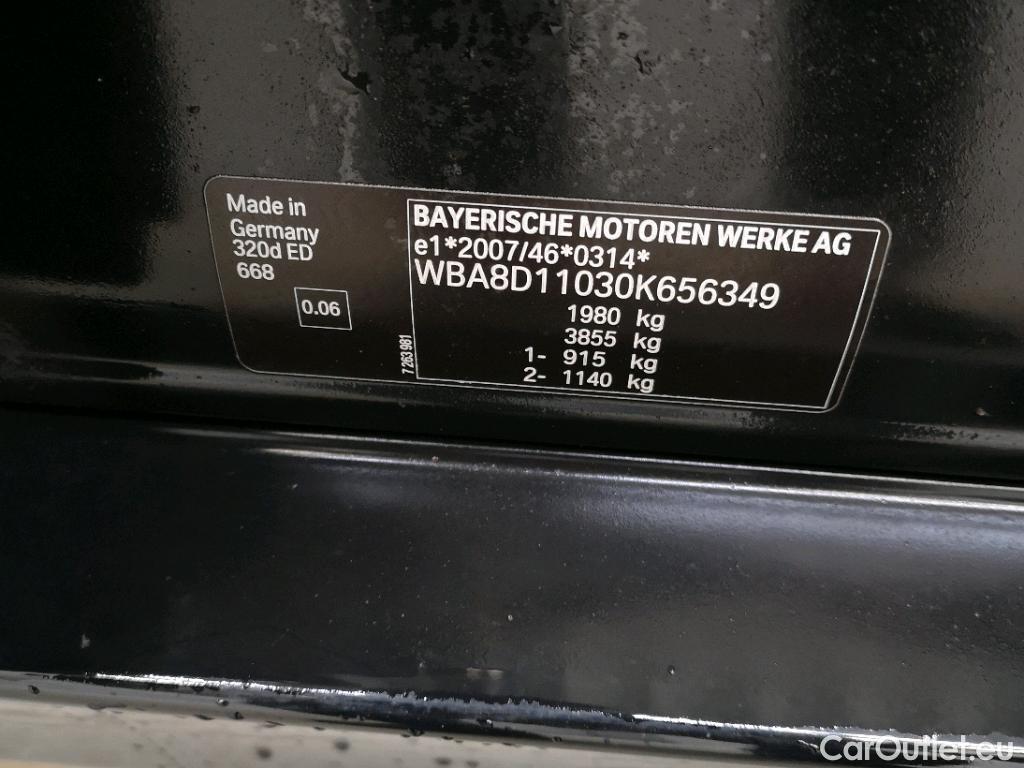 Made in
Germany
320d ED
668
0.06
7 263 981
BAYERISCHE MOTOREN WERKE AG
e1*2007/46*0314*
WBA8D11030K656349
1980 kg
3855 kg
1- 915 kg
2- 1140 kg
CarOutlet.eu